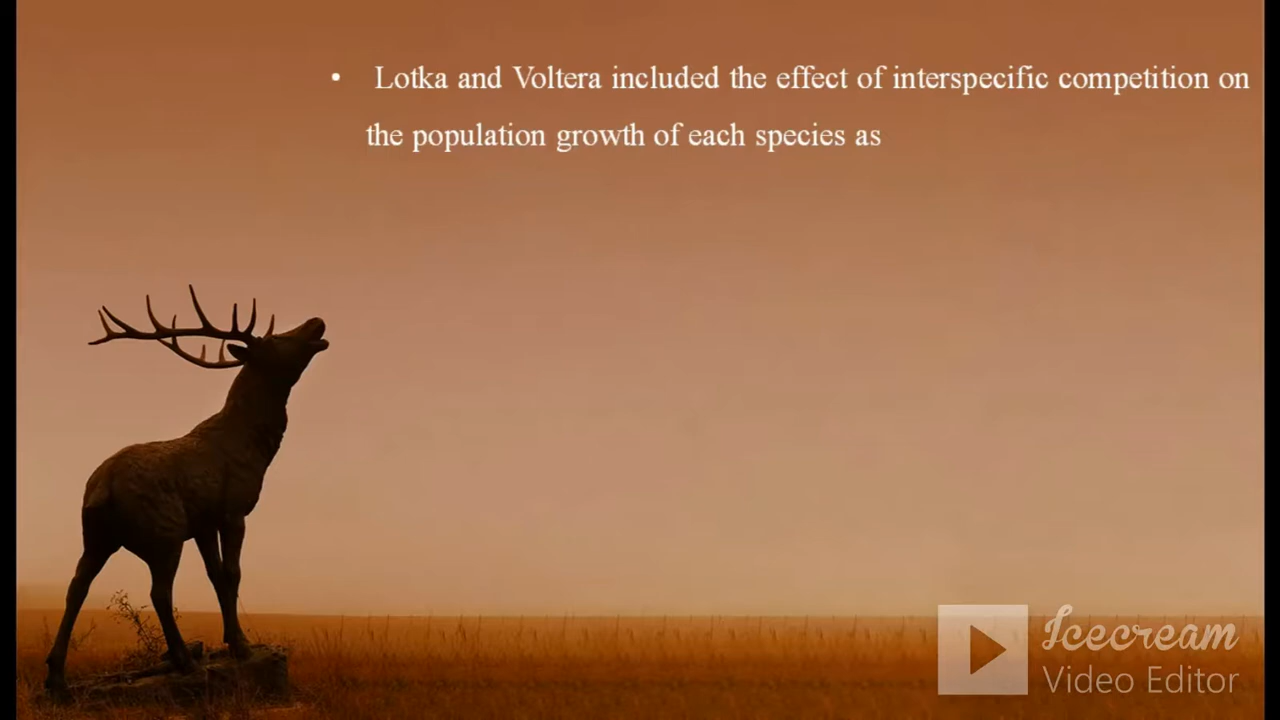 • Lotka and Voltera included the effect of interspecific competition on
the population growth of each species as
Icecream
Video Editor